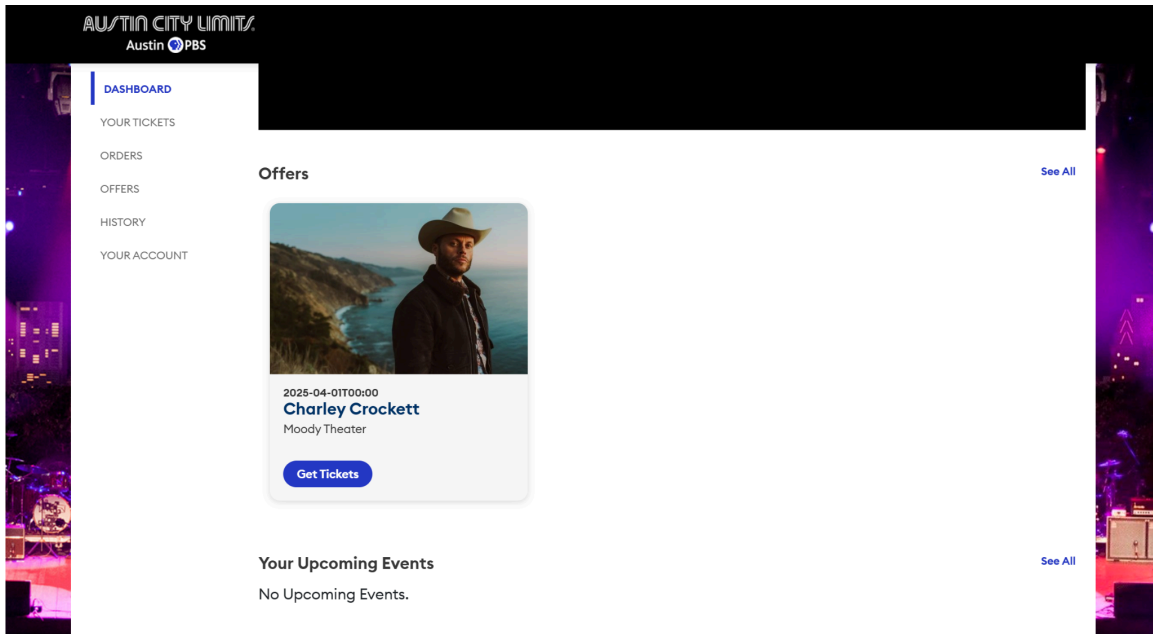 AUSTIN CITY LIMITS
Austin PBS
DASHBOARD
YOUR TICKETS
ORDERS
OFFERS
HISTORY
YOUR ACCOUNT
Offers
See All
2025-04-01T00:00
Charley Crockett
Moody Theater
Get Tickets
Your Upcoming Events
See All
No Upcoming Events.